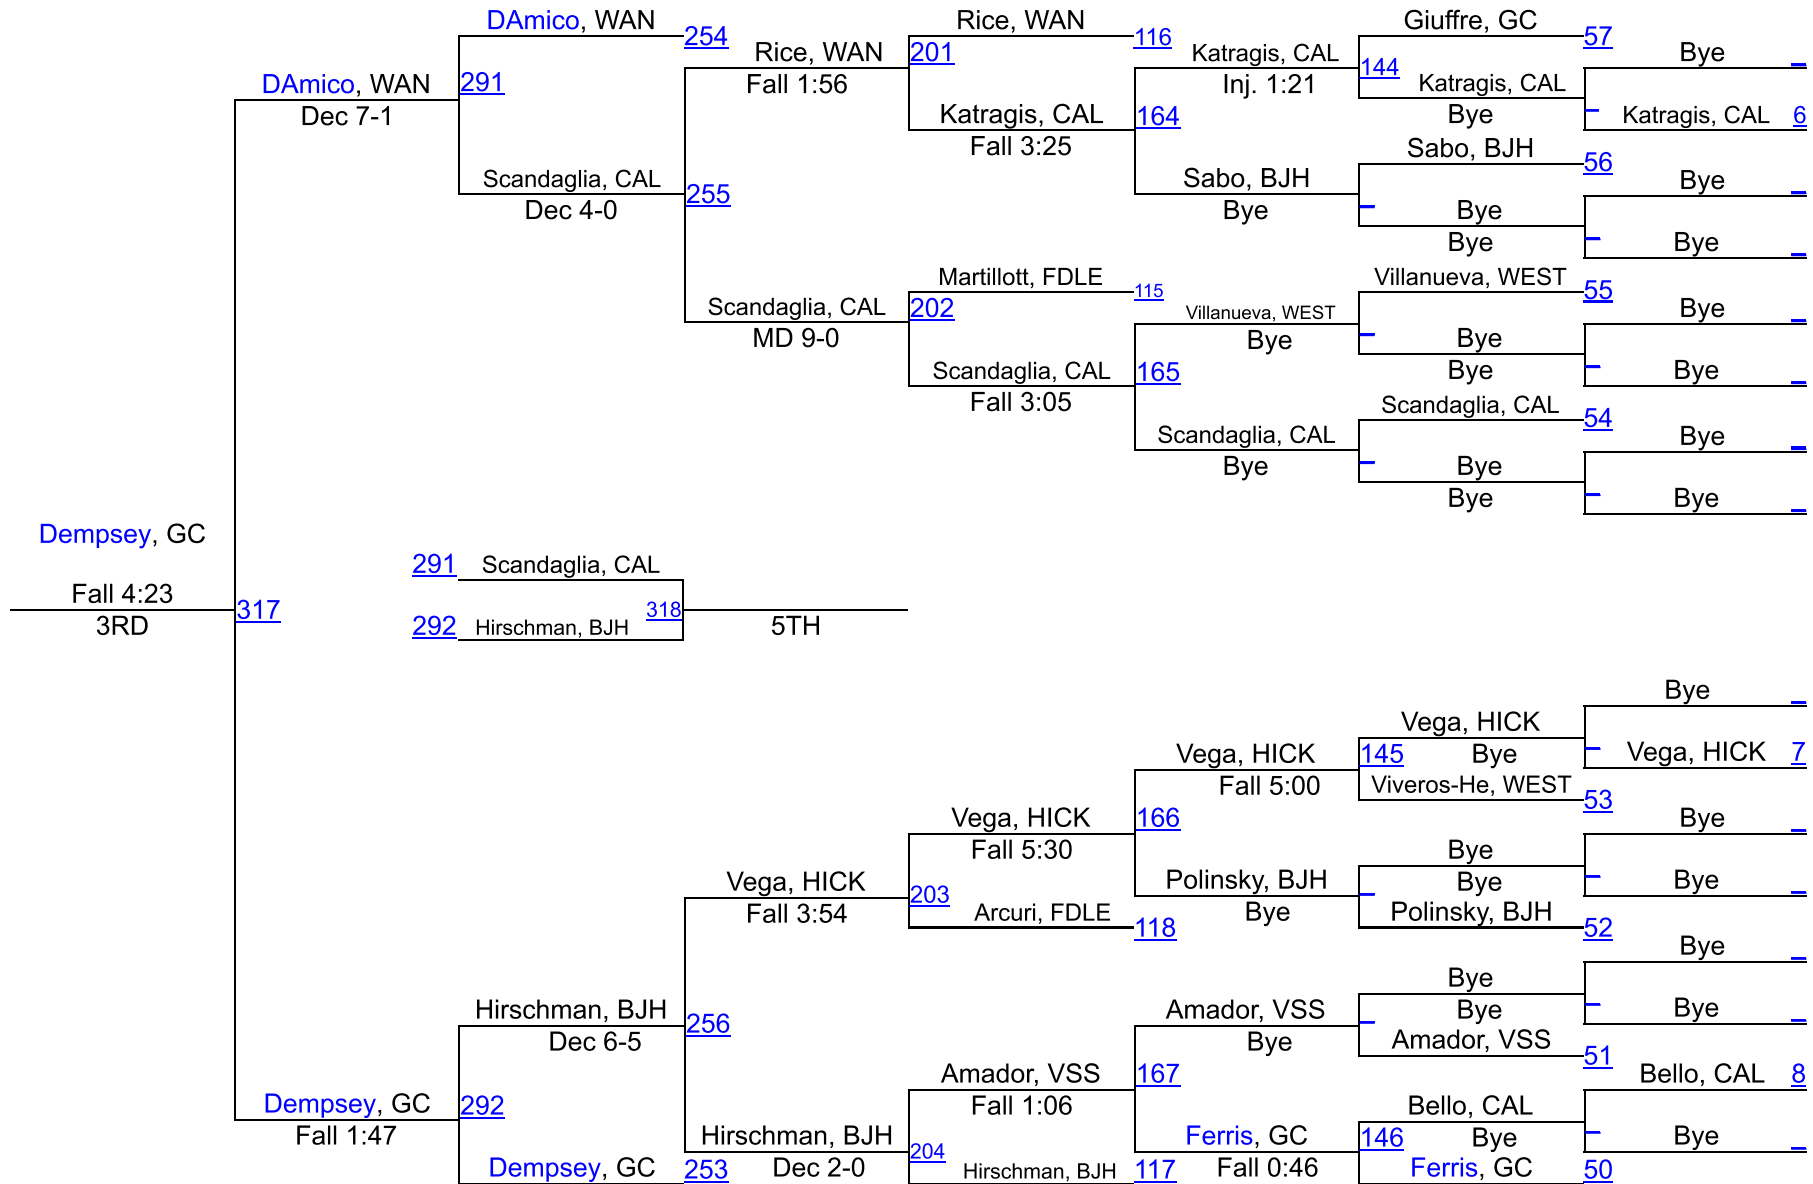 DAmico, WAN
254
Rice, WAN
116
Giuffre, GC
57
Bye
Rice, WAN
201
Katragis, CAL
144
DAmico, WAN
291
Fall 1:56
Inj. 1:21
Katragis, CAL
Dec 7-1
Katragis, CAL
164
Bye
Katragis, CAL
6
Fall 3:25
Sabo, BJH
56
Scandaglia, CAL
255
Sabo, BJH
Bye
Dec 4-0
Bye
Bye
Bye
Bye
Martillott, FDLE
115
Villanueva, WEST
55
Scandaglia, CAL
202
Villanueva, WEST
Bye
MD 9-0
Bye
Bye
Scandaglia, CAL
165
Bye
Bye
Fall 3:05
Scandaglia, CAL
54
Scandaglia, CAL
Bye
Bye
Bye
Bye
Bye
Dempsey, GC
291
Scandaglia, CAL
Fall 4:23
317
318
3RD
292
Hirschman, BJH
5TH
Bye
Vega, HICK
Vega, HICK
145
Bye
Vega, HICK
7
Fall 5:00
Viveros-He, WEST
53
Vega, HICK
166
Bye
Fall 5:30
Bye
Vega, HICK
Polinsky, BJH
Bye
Bye
Fall 3:54
203
Arcuri, FDLE
118
Bye
Polinsky, BJH
52
Bye
Bye
Hirschman, BJH
256
Amador, VSS
Bye
Bye
Dec 6-5
Bye
Amador, VSS
51
Amador, VSS
167
Bello, CAL
8
Dempsey, GC
292
Fall 1:06
Bello, CAL
Fall 1:47
Hirschman, BJH
204
Ferris, GC
146
Bye
Bye
Dempsey, GC
253
Dec 2-0
Hirschman, BJH
117
Fall 0:46
Ferris, GC
50